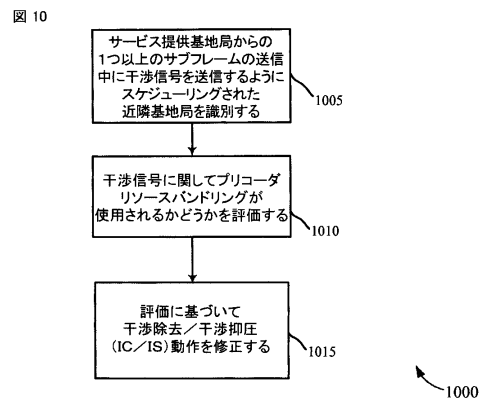 図 10
サービス提供基地局からの
1つ以上のサブフレームの送信
中に干渉信号を送信するように
スケジューリングされた
近隣基地局を識別する
1005
干渉信号に関してプリコーダ
リソースバンドリングが
使用されるかどうかを評価する
1010
評価に基づいて
干渉除去／干渉抑圧
(IC／IS)動作を修正する
1015
1000